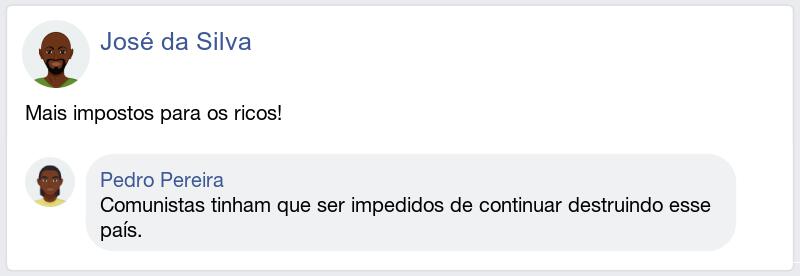 José da Silva
Mais impostos para os ricos!
Pedro Pereira
Comunistas tinham que ser impedidos de continuar destruindo esse
país.